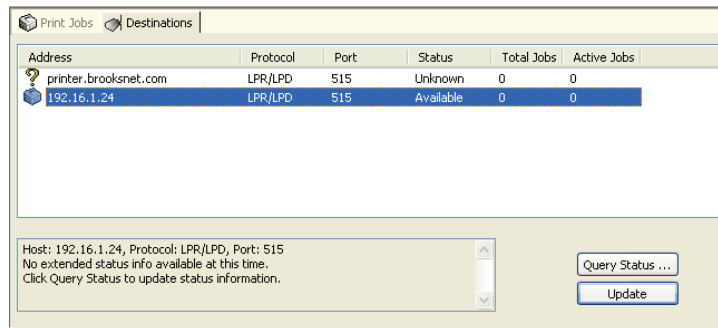 Print Jobs Destinations
Address Protocol Port Status Total Jobs Active Jobs
printer.brooksnet.com LPR/LPD 515 Unknown 0 0
192.16.1.24 LPR/LPD 515 Available 0 0
Host: 192.16.1.24, Protocol: LPR/LPD, Port: 515
No extended status info available at this time.
Click Query Status to update status information.
Query Status ...
Update